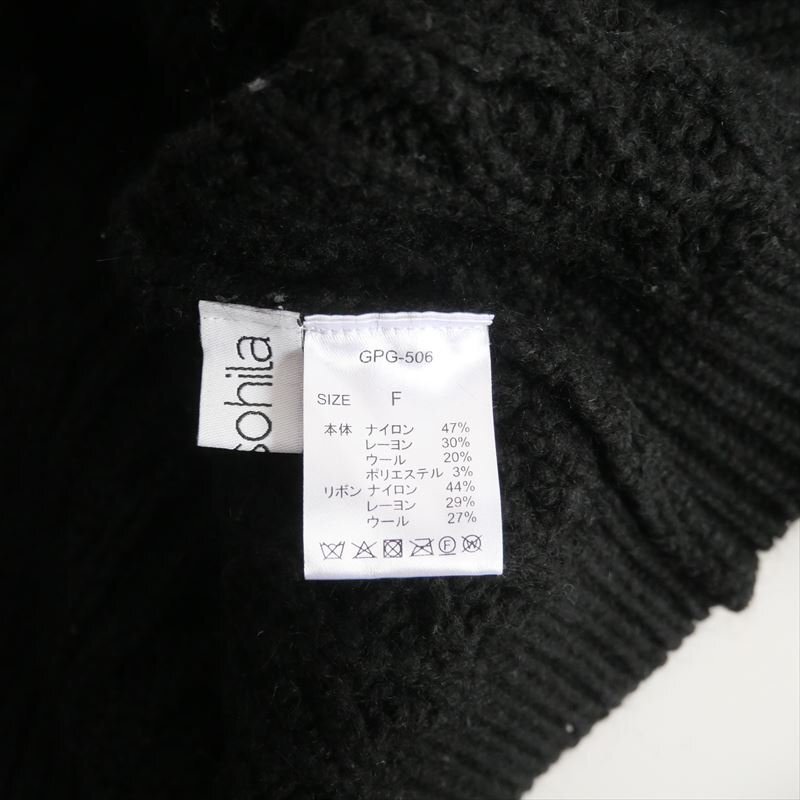 sohila
GPG-506
SIZE F
本体 ナイロン 47%
レーヨン 30%
ウール 20%
ポリエステル 3%
リボン ナイロン 44%
レーヨン 29%
ウール 27%
F W